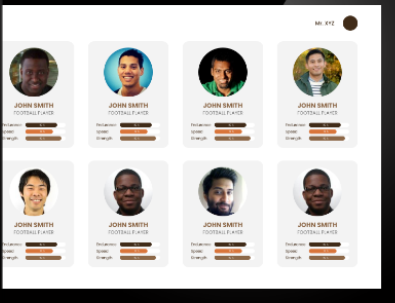 Mr. XYZ
JOHN SMITH
FOOTBALL PLAYER
Endurance
Speed
Strength
JOHN SMITH
FOOTBALL PLAYER
Endurance
Speed
Strength
JOHN SMITH
FOOTBALL PLAYER
Endurance
Speed
Strength
JOHN SMITH
FOOTBALL PLAYER
Endurance
Speed
Strength
JOHN SMITH
FOOTBALL PLAYER
Endurance
Speed
Strength
JOHN SMITH
FOOTBALL PLAYER
Endurance
Speed
Strength
JOHN SMITH
FOOTBALL PLAYER
Endurance
Speed
Strength
JOHN SMITH
FOOTBALL PLAYER
Endurance
Speed
Strength